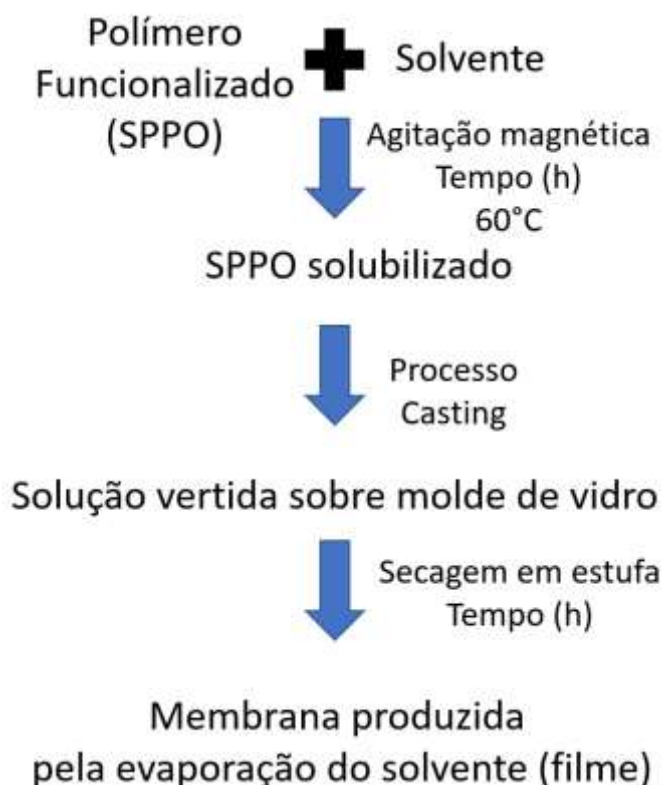 Polímero
Funcionalizado
(SPPO)
Solvente
Agitação magnética
Tempo (h)
60°C
SPPO solubilizado
Processo
Casting
Solução vertida sobre molde de vidro
Secagem em estufa
Tempo (h)
Membrana produzida
pela evaporação do solvente (filme)